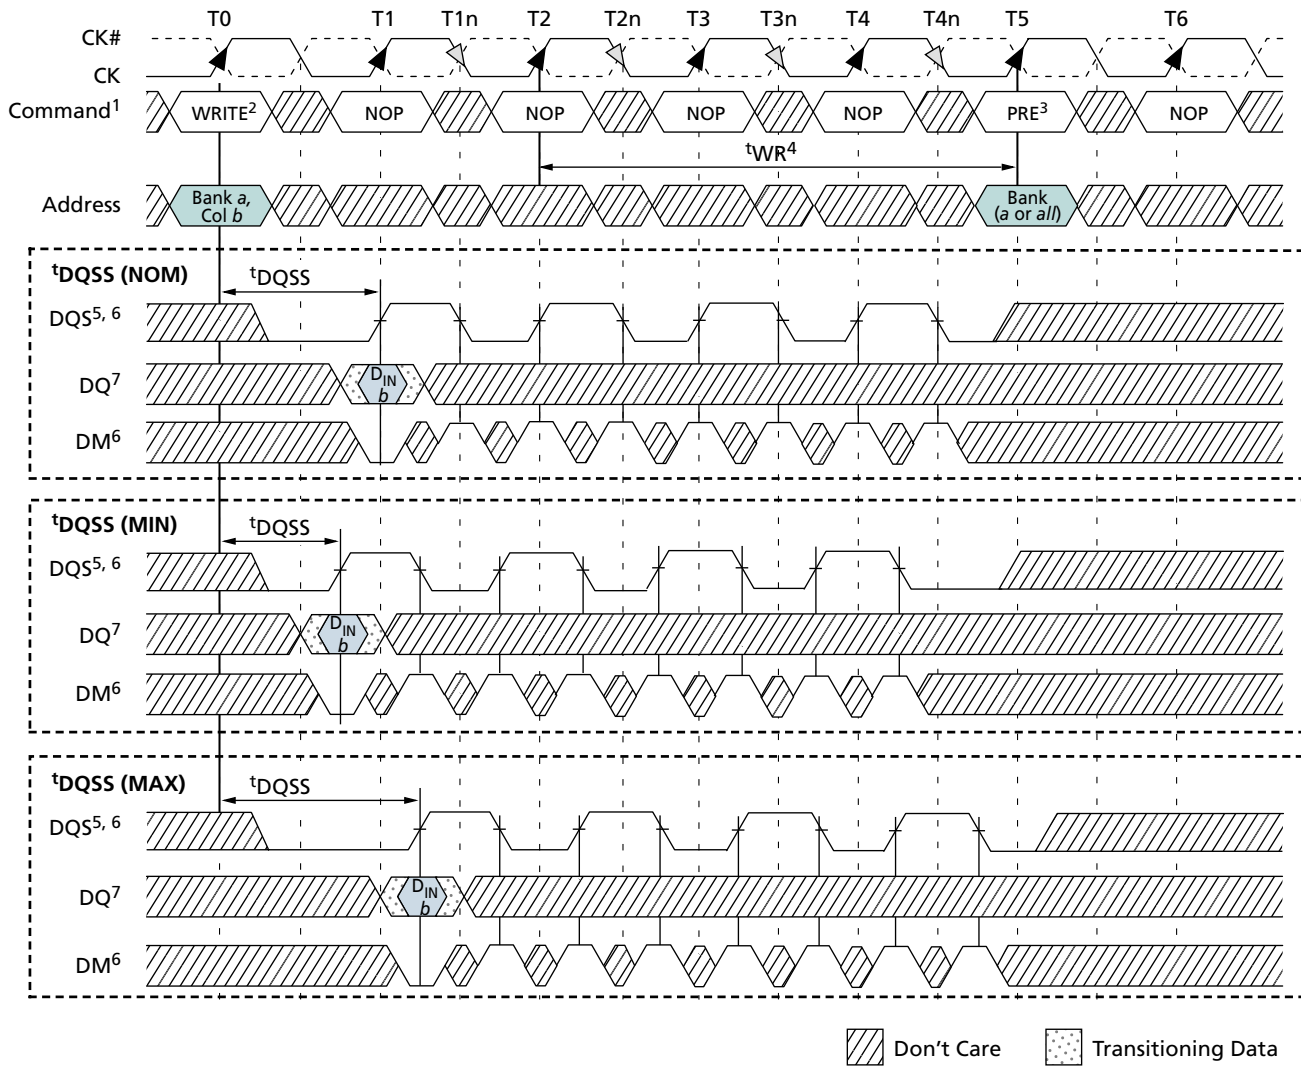 T0 T1 T1n T2 T2n T3 T3n T4 T4n T5 T6
CK#
CK
Command1 WRITE2 NOP NOP NOP NOP PRE3 NOP
tWR4
Address Bank a, Col b Bank (a or all)
tDQSS (NOM) tDQSS
DQS5, 6
DQ7 DIN b
DM6
tDQSS (MIN) tDQSS
DQS5, 6
DQ7 DIN b
DM6
tDQSS (MAX) tDQSS
DQS5, 6
DQ7 DIN b
DM6
Don't Care Transitioning Data